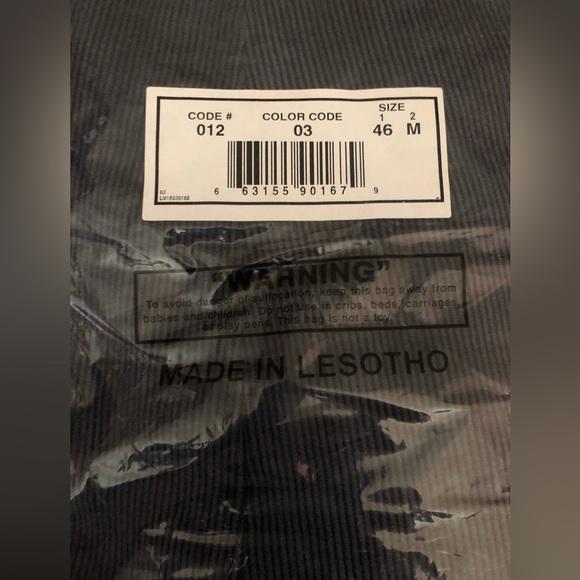 CODE # COLOR CODE SIZE
1 2
012 03 46 M
6 63155 90167 9
63
LM1ES00182
"WARNING"
To avoid danger of suffocation, keep this bag away from
babies and children. Do not use in cribs, beds, carriages,
or play pens. This bag is not a toy.
MADE IN LESOTHO